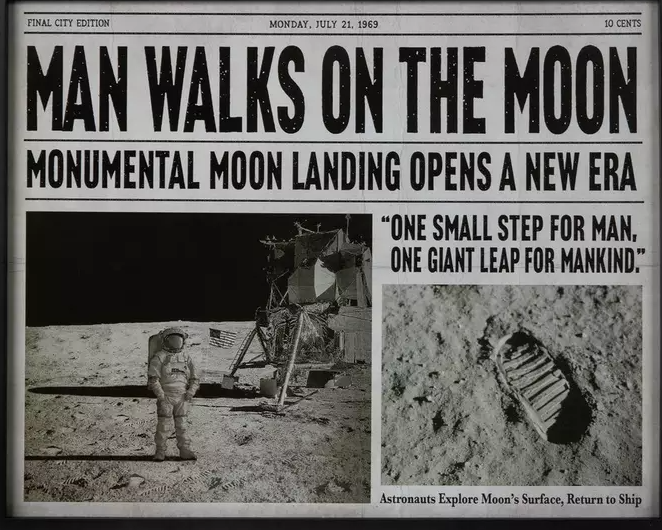 FINAL CITY EDITION
MONDAY, JULY 21, 1969
10 CENTS
MAN WALKS ON THE MOON
MONUMENTAL MOON LANDING OPENS A NEW ERA
“ONE SMALL STEP FOR MAN,
ONE GIANT LEAP FOR MANKIND.”
Astronauts Explore Moon's Surface, Return to Ship